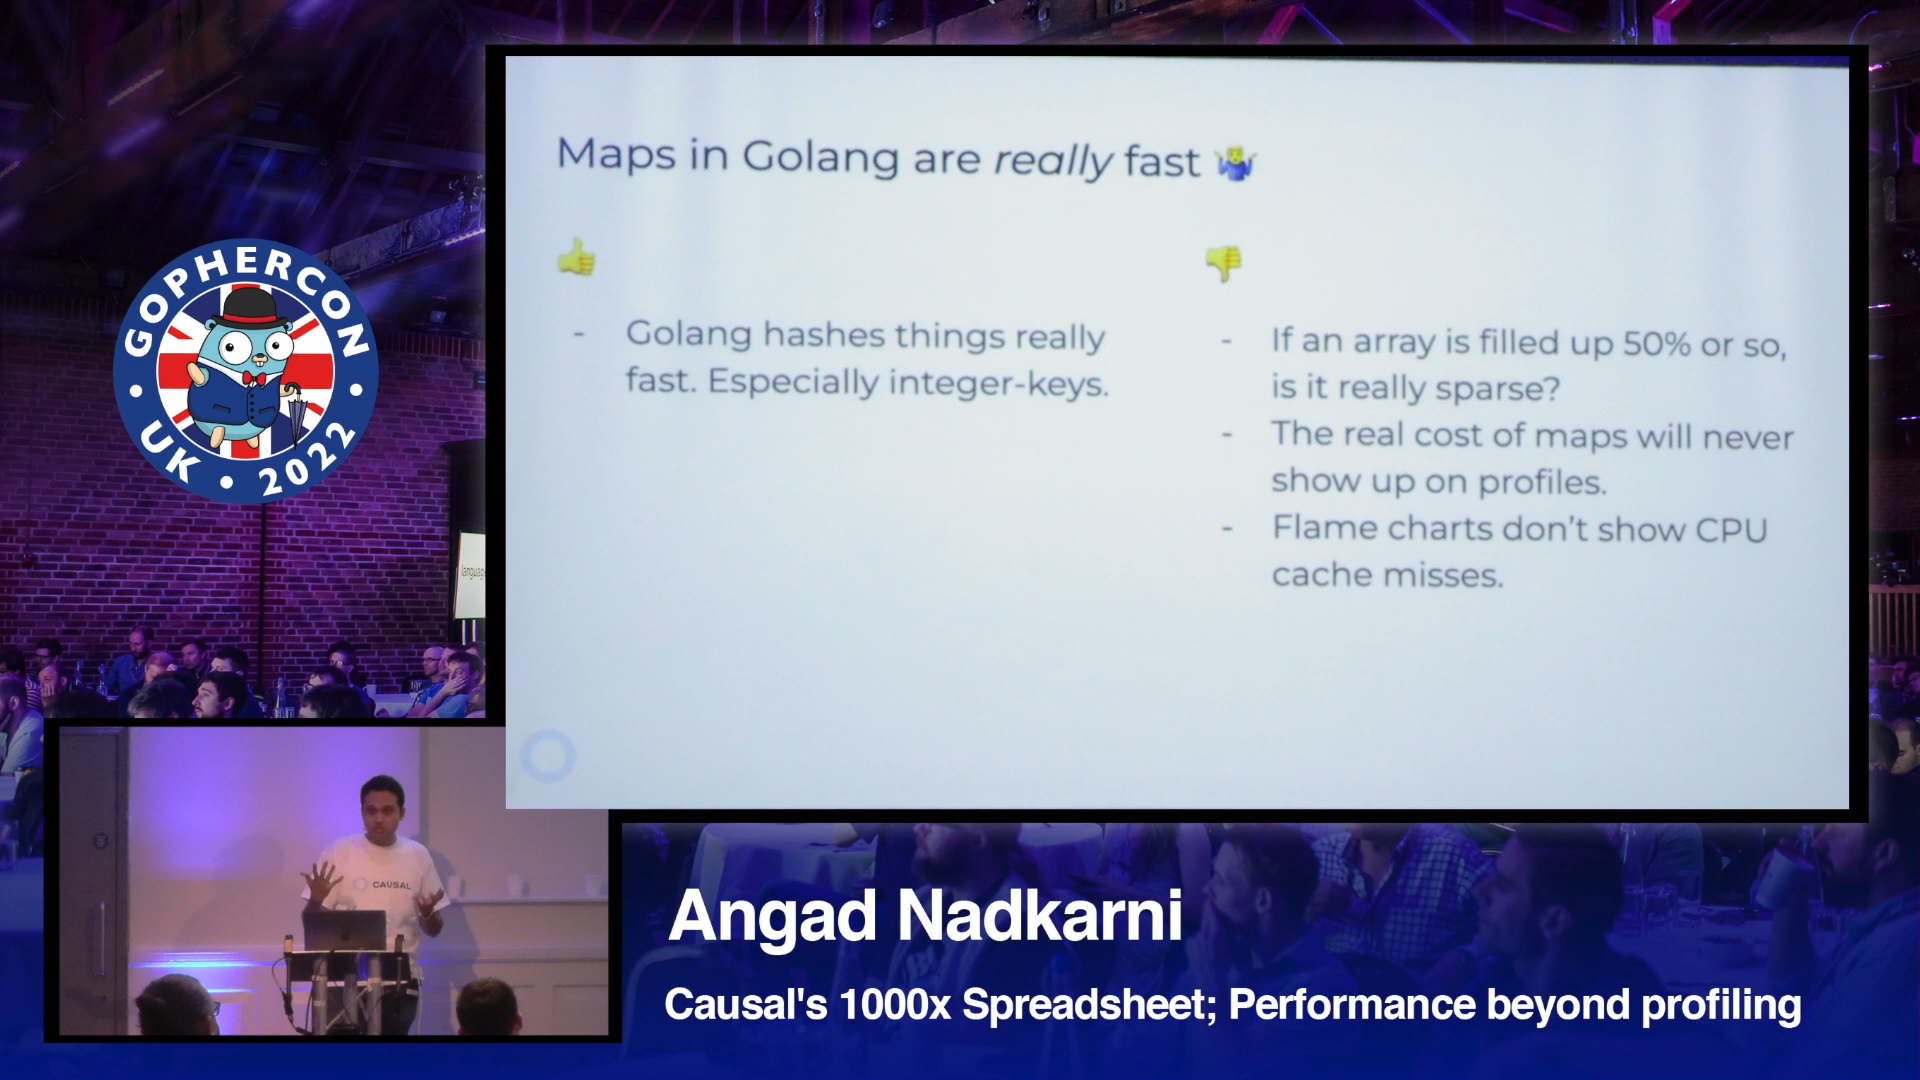 GOPHERCON
UK • 2022
Maps in Golang are really fast 🤷
👍
- Golang hashes things really
fast. Especially integer-keys.
👎
- If an array is filled up 50% or so,
is it really sparse?
- The real cost of maps will never
show up on profiles.
- Flame charts don't show CPU
cache misses.
language
CAUSAL
Angad Nadkarni
Causal's 1000x Spreadsheet; Performance beyond profiling